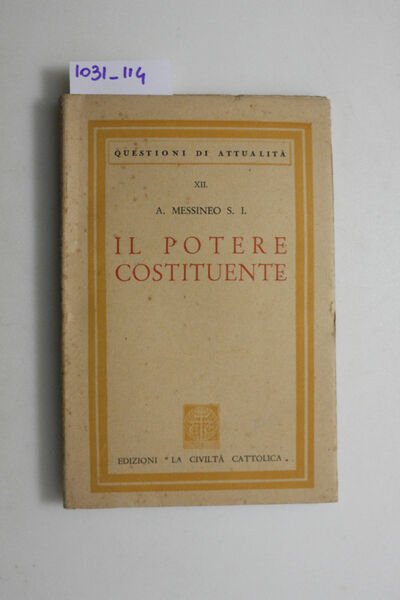 1031_114
QUESTIONI DI ATTUALITÀ
XII.
A. MESSINEO S. I.
IL POTERE
COSTITUENTE
EDIZIONI "LA CIVILTÀ CATTOLICA„